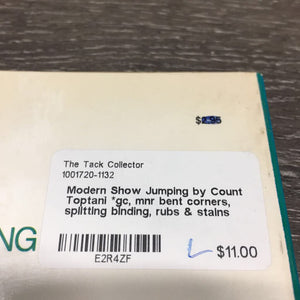 $2.95
The Tack Collector
1001720-1132
Modern Show Jumping by Count
Toptani *gc, mnr bent corners,
splitting binding, rubs & stains
NG
E2R4ZF
$11.00